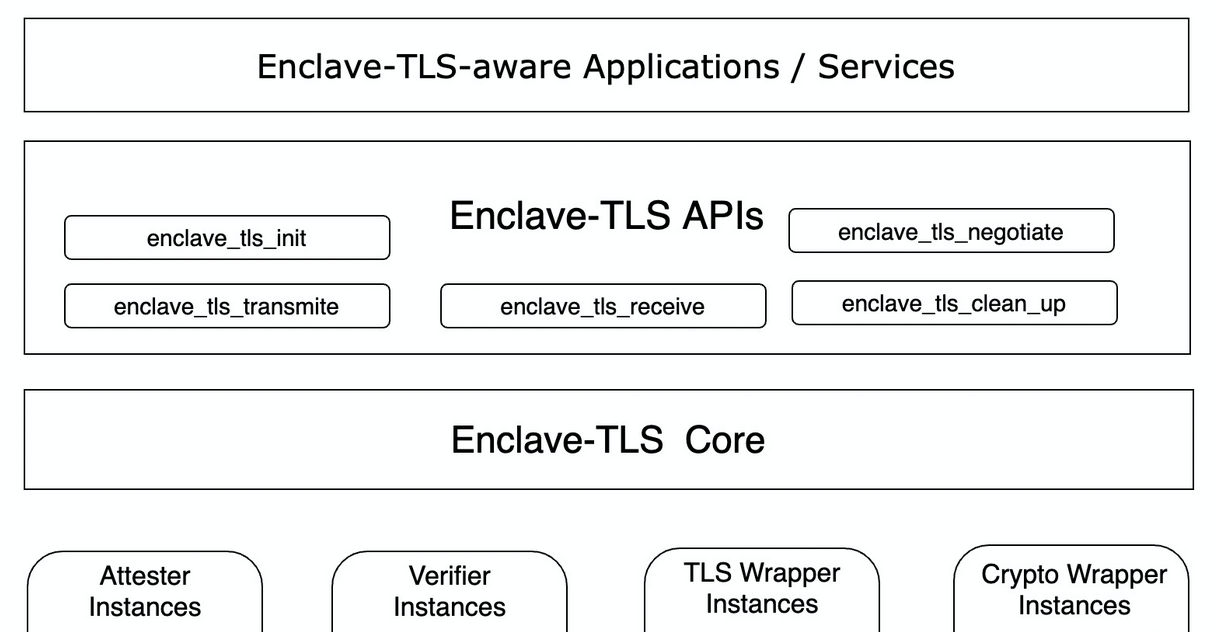 Enclave-TLS-aware Applications / Services
Enclave-TLS APIs
enclave_tls_init
enclave_tls_negotiate
enclave_tls_transmite
enclave_tls_receive
enclave_tls_clean_up
Enclave-TLS Core
Attester
Instances
Verifier
Instances
TLS Wrapper
Instances
Crypto Wrapper
Instances